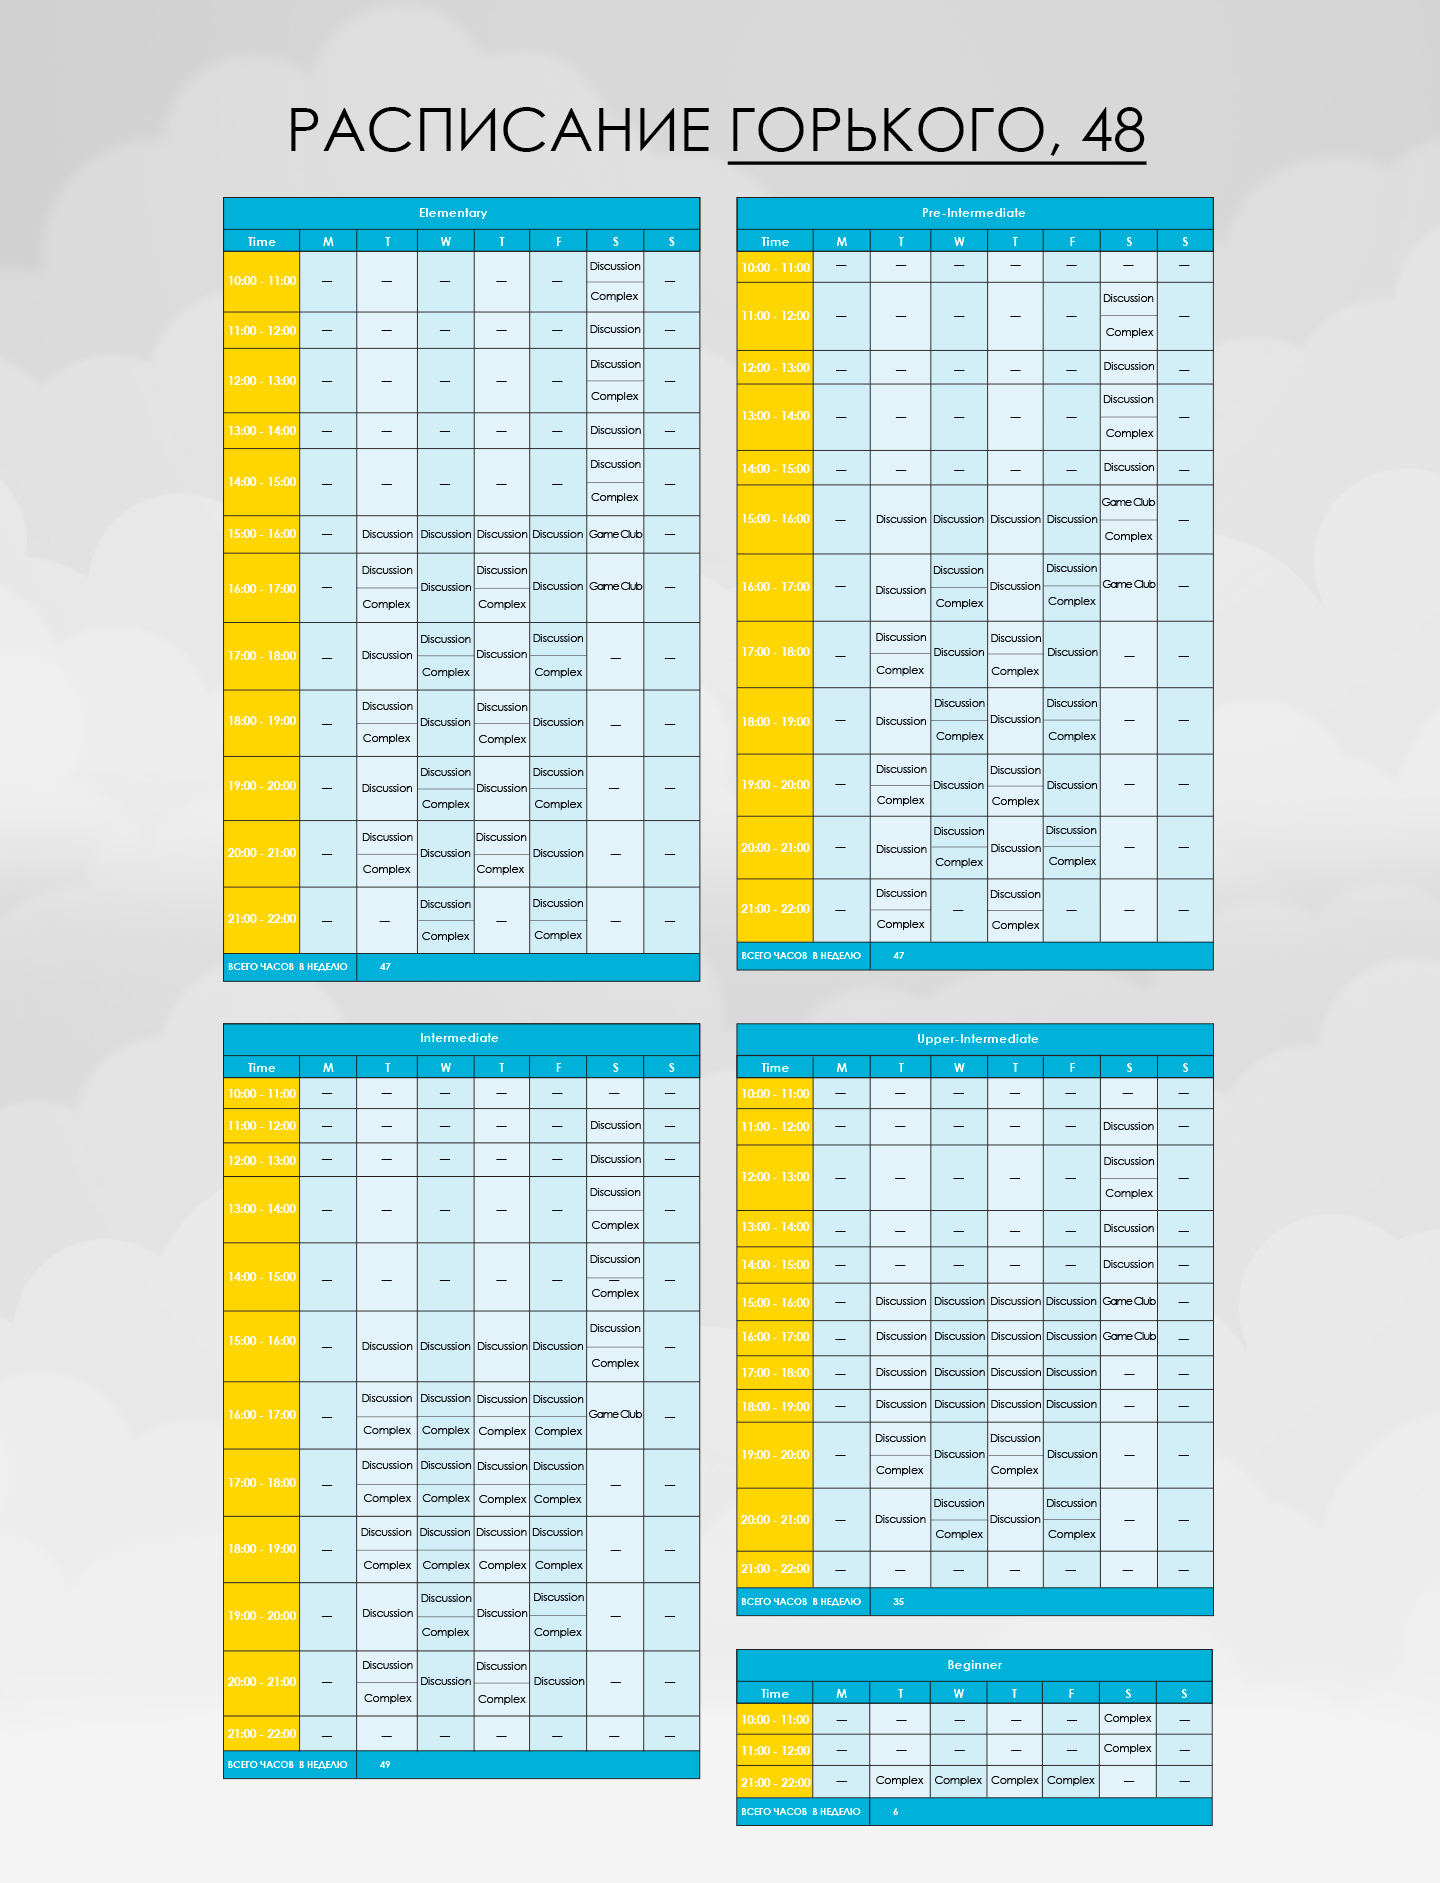 РАСПИСАНИЕ ГОРЬКОГО, 48
Elementary
Time M T W T F S S
10:00 - 11:00 — — — — — Discussion —
Complex
11:00 - 12:00 — — — — — Discussion —
12:00 - 13:00 — — — — — Discussion —
Complex
13:00 - 14:00 — — — — — Discussion —
14:00 - 15:00 — — — — — Discussion —
Complex
15:00 - 16:00 — Discussion Discussion Discussion Discussion Game Club —
16:00 - 17:00 — Discussion Discussion Discussion Discussion Game Club —
Complex Complex
17:00 - 18:00 — Discussion Discussion Discussion Discussion — —
Complex Complex
18:00 - 19:00 — Discussion Discussion Discussion Discussion — —
Complex Complex
19:00 - 20:00 — Discussion Discussion Discussion Discussion — —
Complex Complex
20:00 - 21:00 — Discussion Discussion Discussion Discussion — —
Complex Complex
21:00 - 22:00 — — Discussion — Discussion — —
Complex Complex
ВСЕГО ЧАСОВ В НЕДЕЛЮ 47
Pre-Intermediate
Time M T W T F S S
10:00 - 11:00 — — — — — — —
11:00 - 12:00 — — — — — Discussion —
Complex
12:00 - 13:00 — — — — — Discussion —
13:00 - 14:00 — — — — — Discussion —
Complex
14:00 - 15:00 — — — — — Discussion —
15:00 - 16:00 — Discussion Discussion Discussion Discussion Game Club —
Complex
16:00 - 17:00 — Discussion Discussion Discussion Discussion Game Club —
Complex Complex
17:00 - 18:00 — Discussion Discussion Discussion Discussion — —
Complex Complex
18:00 - 19:00 — Discussion Discussion Discussion Discussion — —
Complex Complex
19:00 - 20:00 — Discussion Discussion Discussion Discussion — —
Complex Complex
20:00 - 21:00 — Discussion Discussion Discussion Discussion — —
Complex Complex
21:00 - 22:00 — Discussion — Discussion — — —
Complex Complex
ВСЕГО ЧАСОВ В НЕДЕЛЮ 47
Intermediate
Time M T W T F S S
10:00 - 11:00 — — — — — — —
11:00 - 12:00 — — — — — Discussion —
12:00 - 13:00 — — — — — Discussion —
13:00 - 14:00 — — — — — Discussion —
Complex
14:00 - 15:00 — — — — — Discussion —
— Complex
15:00 - 16:00 — Discussion Discussion Discussion Discussion Discussion —
Complex
16:00 - 17:00 — Discussion Discussion Discussion Discussion Game Club —
Complex Complex Complex Complex
17:00 - 18:00 — Discussion Discussion Discussion Discussion — —
Complex Complex Complex Complex
18:00 - 19:00 — Discussion Discussion Discussion Discussion — —
Complex Complex Complex Complex
19:00 - 20:00 — Discussion Discussion Discussion Discussion — —
Complex Complex
20:00 - 21:00 — Discussion Discussion Discussion Discussion — —
Complex Complex
21:00 - 22:00 — — — — — — —
ВСЕГО ЧАСОВ В НЕДЕЛЮ 49
Upper-Intermediate
Time M T W T F S S
10:00 - 11:00 — — — — — — —
11:00 - 12:00 — — — — — Discussion —
12:00 - 13:00 — — — — — Discussion —
Complex
13:00 - 14:00 — — — — — Discussion —
14:00 - 15:00 — — — — — Discussion —
15:00 - 16:00 — Discussion Discussion Discussion Discussion Game Club —
16:00 - 17:00 — Discussion Discussion Discussion Discussion Game Club —
17:00 - 18:00 — Discussion Discussion Discussion Discussion — —
18:00 - 19:00 — Discussion Discussion Discussion Discussion — —
19:00 - 20:00 — Discussion Discussion Discussion Discussion — —
Complex Complex
20:00 - 21:00 — Discussion Discussion Discussion Discussion — —
Complex Complex
21:00 - 22:00 — — — — — — —
ВСЕГО ЧАСОВ В НЕДЕЛЮ 35
Beginner
Time M T W T F S S
10:00 - 11:00 — — — — — Complex —
11:00 - 12:00 — — — — — Complex —
21:00 - 22:00 — Complex Complex Complex Complex — —
ВСЕГО ЧАСОВ В НЕДЕЛЮ 6